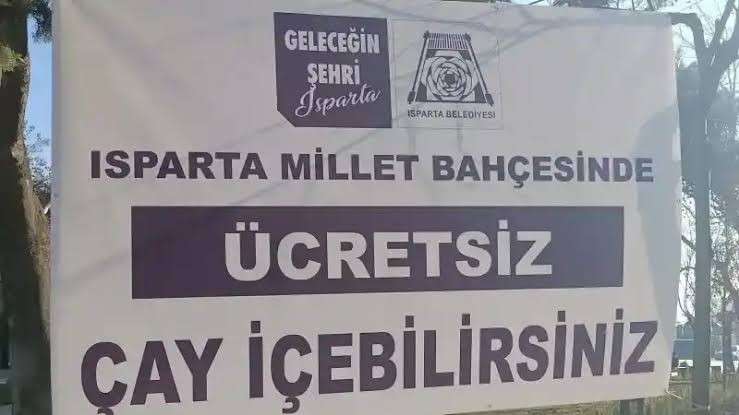 GELECEĞİN
ŞEHRİ
Isparta
ISPARTA BELEDİYESİ
ISPARTA MİLLET BAHÇESİNDE
ÜCRETSİZ
ÇAY İÇEBİLİRSİNİZ